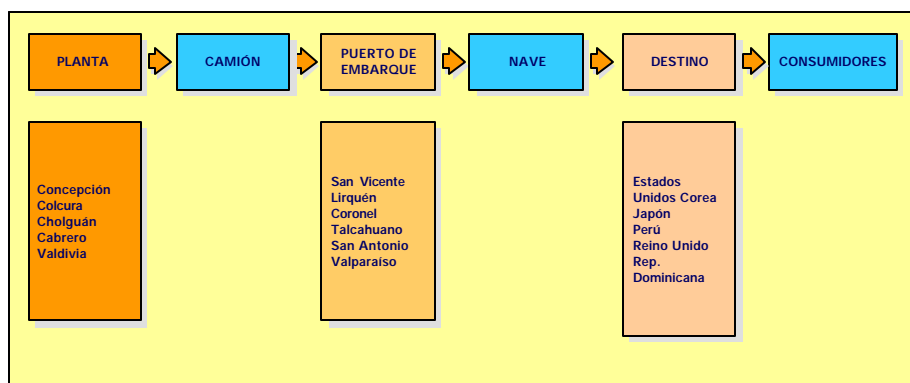 PLANTA
CAMIÓN
PUERTO DE
EMBARQUE
NAVE
DESTINO
CONSUMIDORES
Concepción
Colcura
Cholguán
Cabrero
Valdivia
San Vicente
Lirquén
Coronel
Talcahuano
San Antonio
Valparaíso
Estados
Unidos Corea
Japón
Perú
Reino Unido
Rep.
Dominicana